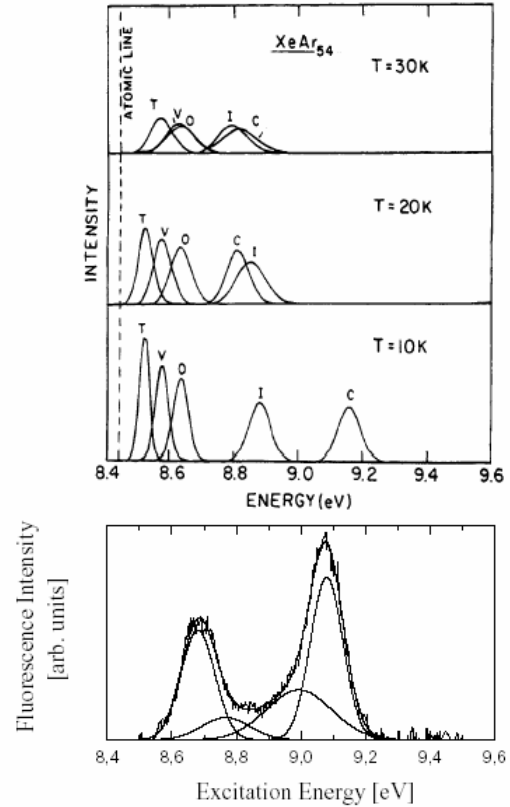 XeAr54
ATOMIC LINE
T = 30K
T
V
O
I
C
T = 20K
T
V
O
C
I
T = 10K
T
V
O
I
C
INTENSITY
8.4 8.6 8.8 9.0 9.2 9.4 9.6
ENERGY (eV)
Fluorescence Intensity
[arb. units]
8,4 8,6 8,8 9,0 9,2 9,4 9,6
Excitation Energy [eV]